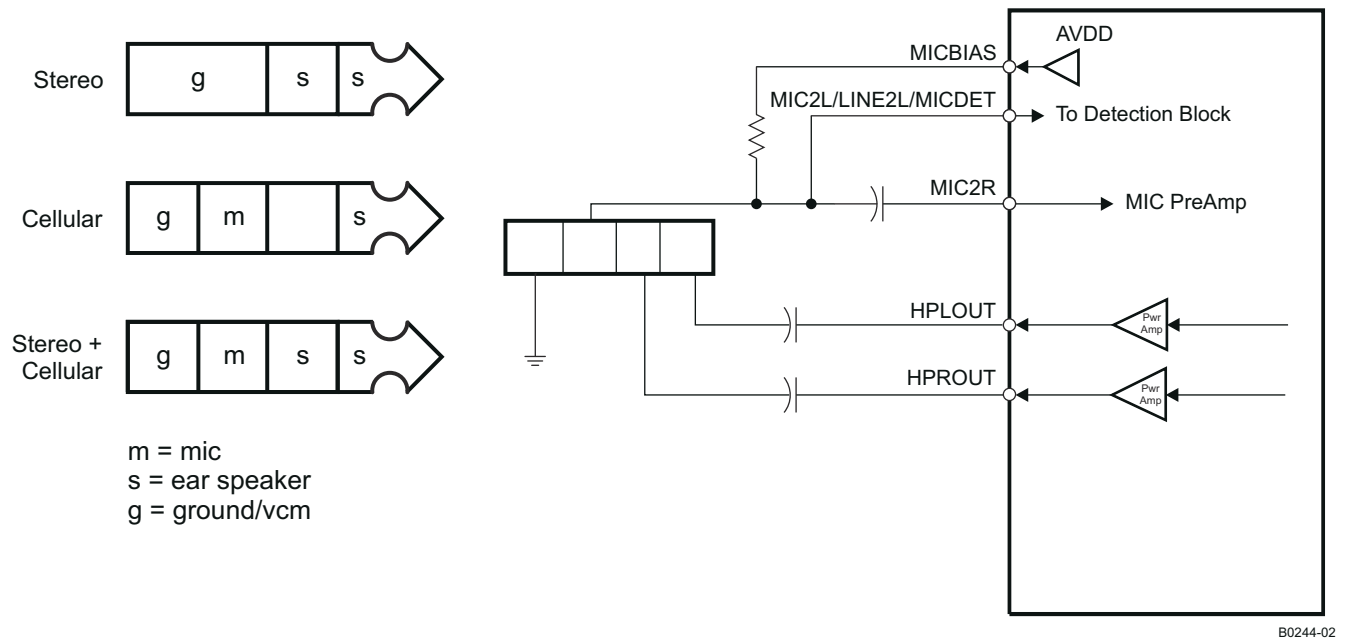 Stereo
g s s
Cellular
g m s
Stereo +
Cellular
g m s s
m = mic
s = ear speaker
g = ground/vcm
AVDD
MICBIAS
MIC2L/LINE2L/MICDET
To Detection Block
MIC2R
MIC PreAmp
HPLOUT
Pwr
Amp
HPROUT
Pwr
Amp
B0244-02